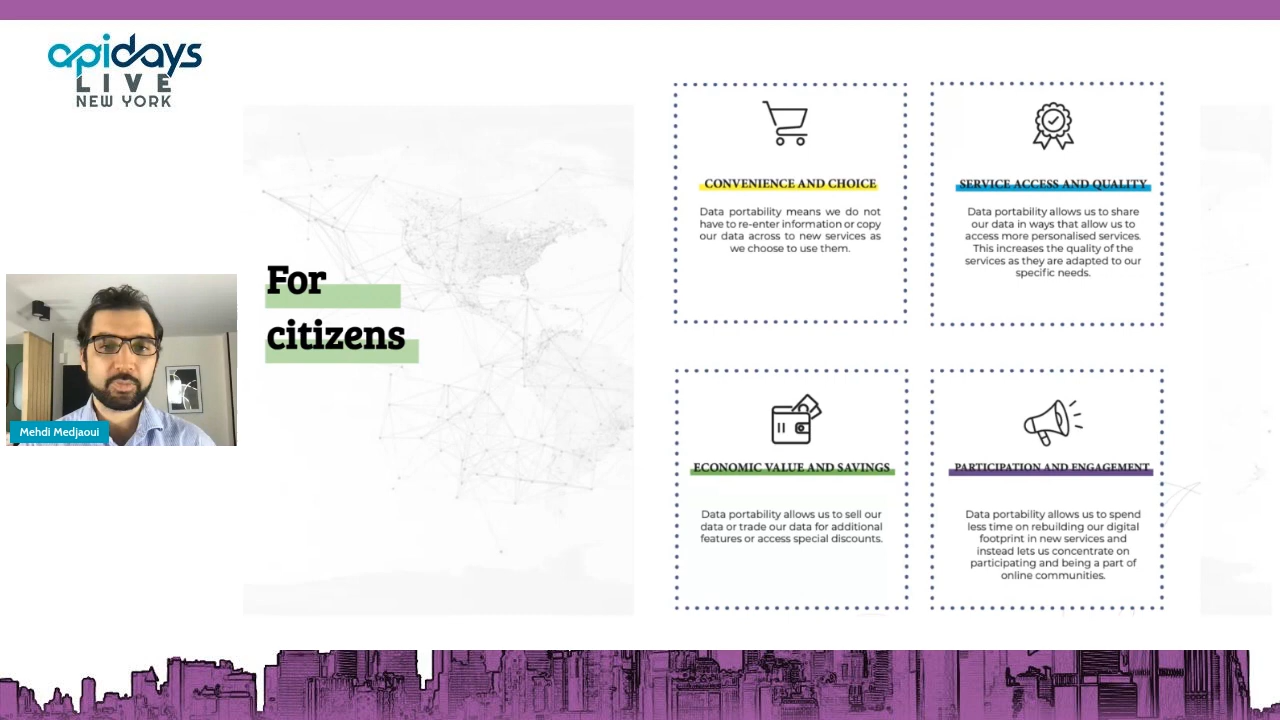 apidays
LIVE
NEW YORK
For
citizens
Mehdi Medjaoui
CONVENIENCE AND CHOICE
Data portability means we do not
have to re-enter information or copy
our data across to new services as
we choose to use them.
SERVICE ACCESS AND QUALITY
Data portability allows us to share
our data in ways that allow us to
access more personalised services.
This increases the quality of the
services as they are adapted to our
specific needs.
ECONOMIC VALUE AND SAVINGS
Data portability allows us to sell our
data or trade our data for additional
features or access special discounts.
PARTICIPATION AND ENGAGEMENT
Data portability allows us to spend
less time on rebuilding our digital
footprint in new services and
instead lets us concentrate on
participating and being a part of
online communities.